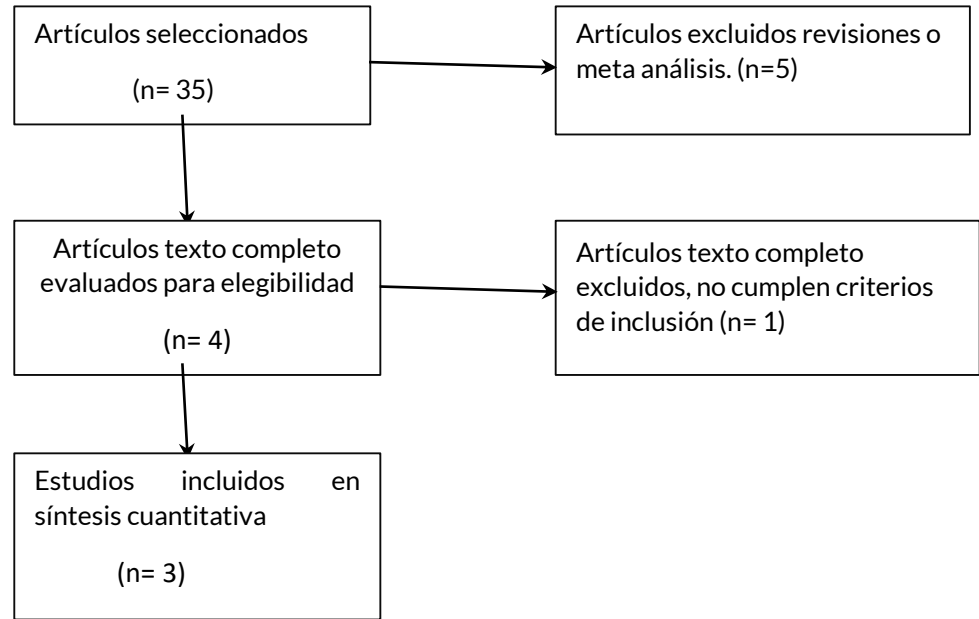 Artículos seleccionados
(n= 35)
Artículos excluidos revisiones o
meta análisis. (n=5)
Artículos texto completo
evaluados para elegibilidad
(n= 4)
Artículos texto completo
excluidos, no cumplen criterios
de inclusión (n= 1)
Estudios incluidos en
síntesis cuantitativa
(n= 3)